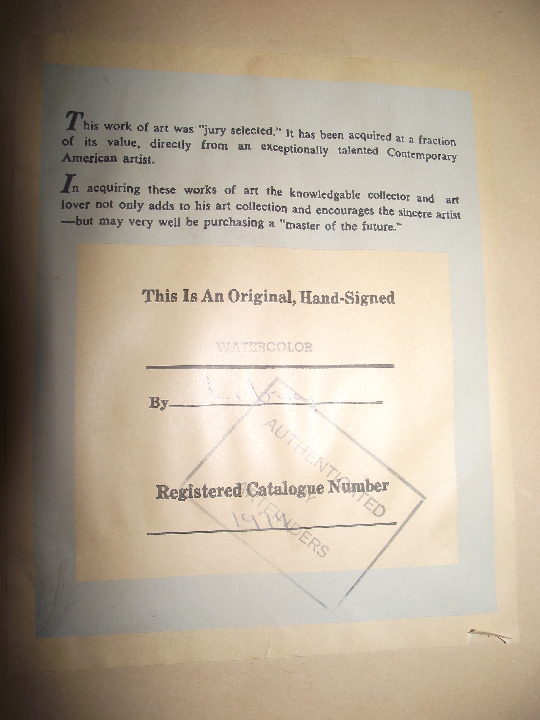 This work of art was "jury selected." It has been acquired at a fraction
of its value, directly from an exceptionally talented Contemporary
American artist.
In acquiring these works of art the knowledgable collector and art
lover not only adds to his art collection and encourages the sincere artist
—but may very well be purchasing a "master of the future."
This Is An Original, Hand-Signed
WATERCOLOR
By
AUTHENTICATED
BY
Registered Catalogue Number